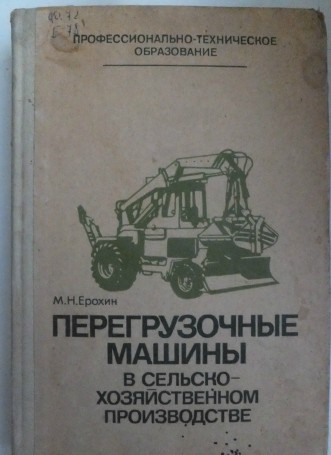 ПРОФЕССИОНАЛЬНО-ТЕХНИЧЕСКОЕ
ОБРАЗОВАНИЕ
М.Н.Ерохин
ПЕРЕГРУЗОЧНЫЕ
МАШИНЫ
В СЕЛЬСКО-
ХОЗЯЙСТВЕННОМ
ПРОИЗВОДСТВЕ